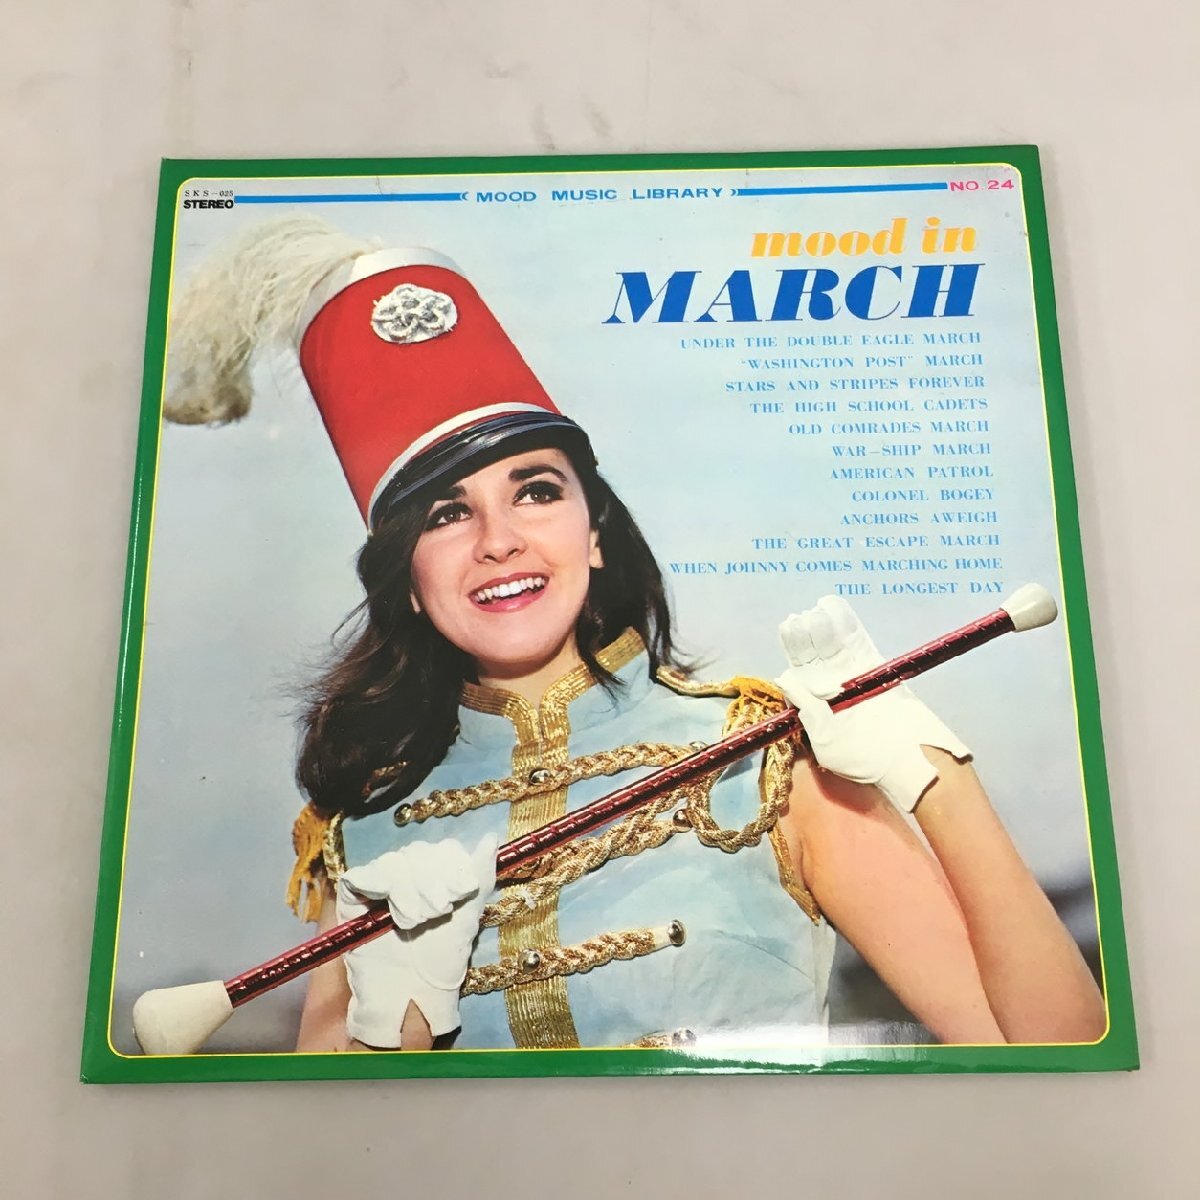 SKS-025
STEREO
MOOD MUSIC LIBRARY
NO.24
mood in
MARCH
UNDER THE DOUBLE EAGLE MARCH
"WASHINGTON POST" MARCH
STARS AND STRIPES FOREVER
THE HIGH SCHOOL CADETS
OLD COMRADES MARCH
WAR-SHIP MARCH
AMERICAN PATROL
COLONEL BOGEY
ANCHORS AWEIGH
THE GREAT ESCAPE MARCH
WHEN JOHNNY COMES MARCHING HOME
THE LONGEST DAY